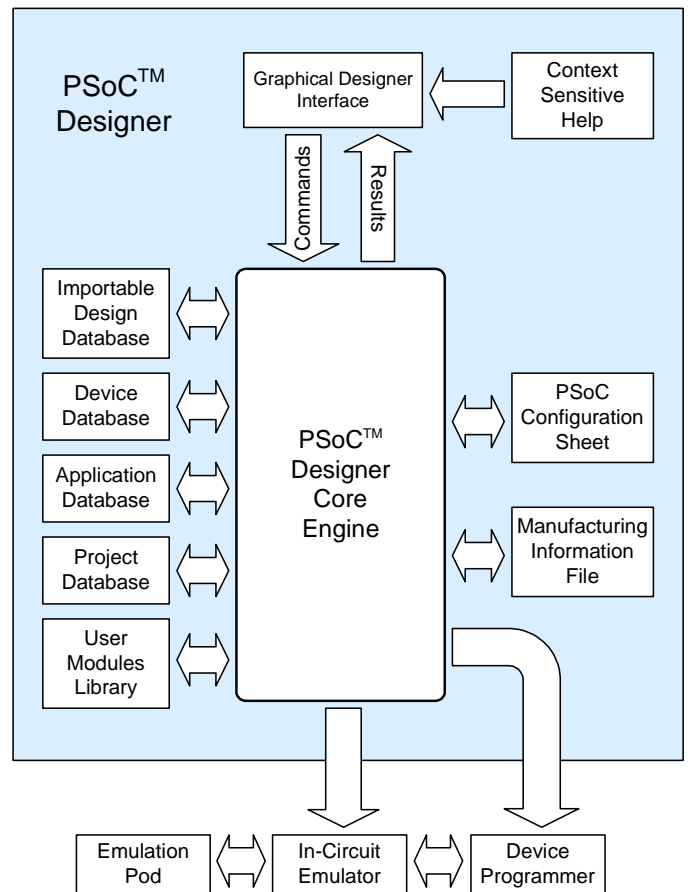 PSoC™
Designer
Graphical Designer
Interface
Context
Sensitive
Help
Commands
Results
Importable
Design
Database
Device
Database
Application
Database
Project
Database
User
Modules
Library
PSoC™
Designer
Core
Engine
PSoC
Configuration
Sheet
Manufacturing
Information
File
Emulation
Pod
In-Circuit
Emulator
Device
Programmer